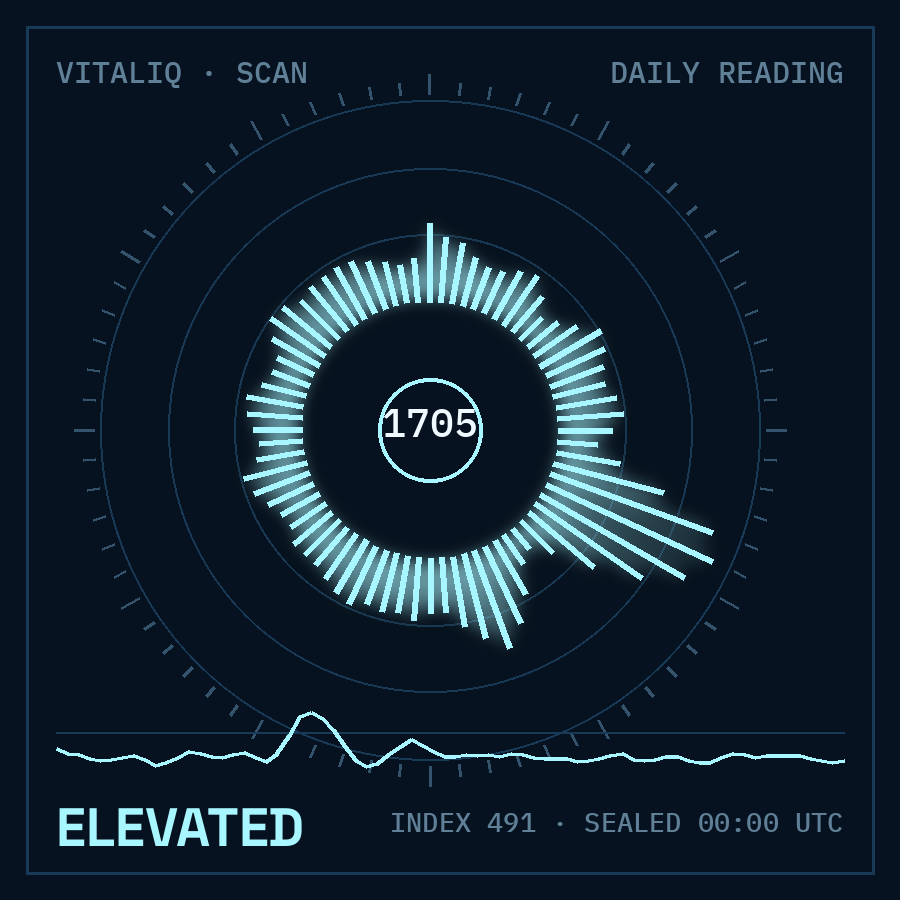 VITALIQ · SCAN
DAILY READING
1705
ELEVATED
INDEX 491 · SEALED 00:00 UTC